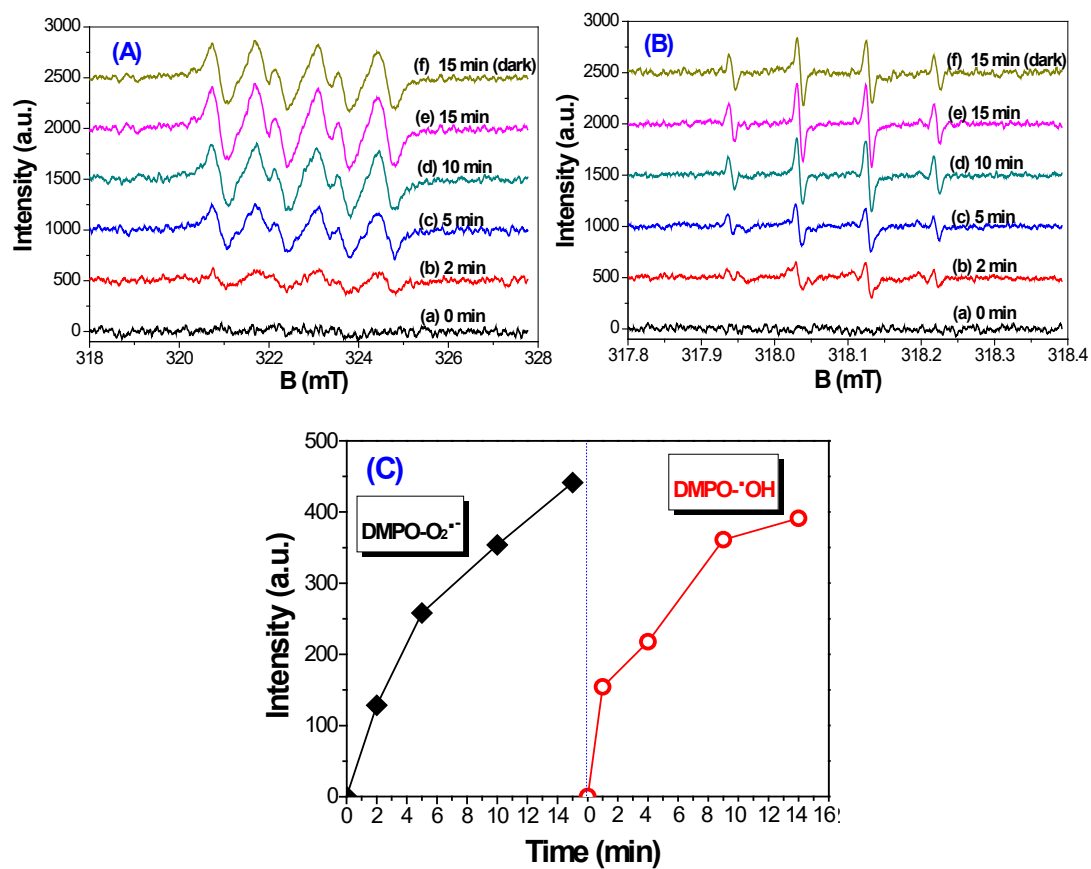 (A)
Intensity (a.u.)
3000
2500
2000
1500
1000
500
0
(f) 15 min (dark)
(e) 15 min
(d) 10 min
(c) 5 min
(b) 2 min
(a) 0 min
318 320 322 324 326 328
B (mT)
(B)
Intensity (a.u.)
3000
2500
2000
1500
1000
500
0
(f) 15 min (dark)
(e) 15 min
(d) 10 min
(c) 5 min
(b) 2 min
(a) 0 min
317.8 317.9 318.0 318.1 318.2 318.3 318.4
B (mT)
(C)
Intensity (a.u.)
500
400
300
200
100
0
DMPO-O₂•⁻
DMPO-•OH
0 2 4 6 8 10 12 14 0 2 4 6 8 10 12 14 16
Time (min)